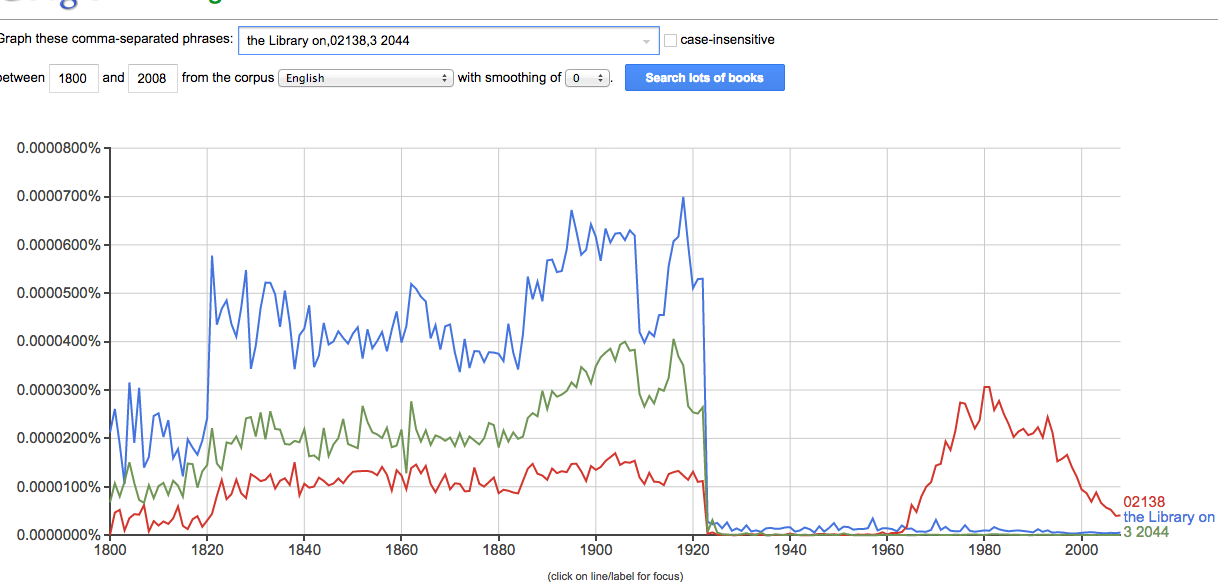 Graph these comma-separated phrases: the Library on,02138,3 2044 case-insensitive
between 1800 and 2008 from the corpus English with smoothing of 0 . Search lots of books
0.0000800%
0.0000700%
0.0000600%
0.0000500%
0.0000400%
0.0000300%
0.0000200%
0.0000100%
02138
the Library on
3 2044
0.0000000%
1800 1820 1840 1860 1880 1900 1920 1940 1960 1980 2000
(click on line/label for focus)